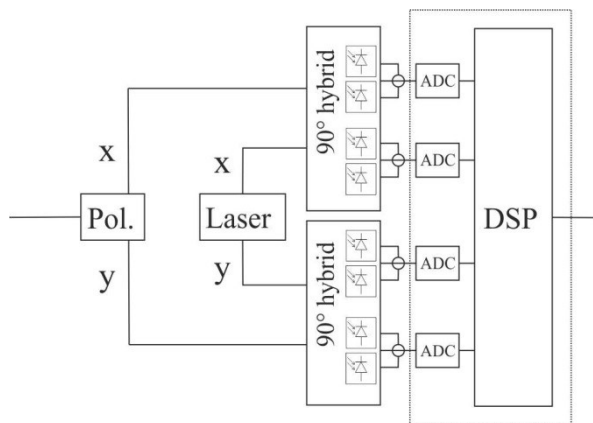 90° hybrid
ADC
ADC
x
x
Pol.
Laser
DSP
y
y
90° hybrid
ADC
ADC